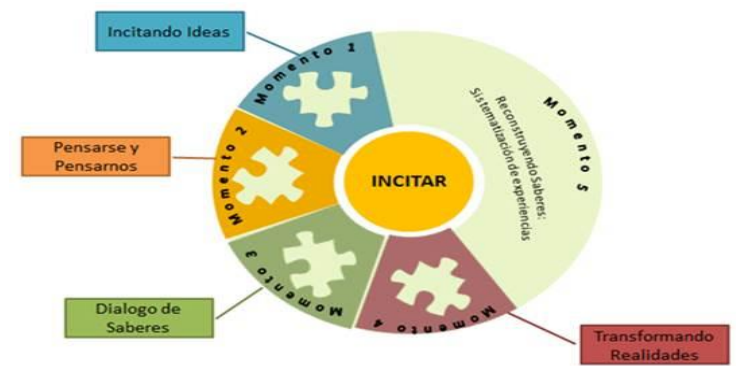 Incitando Ideas
Momento 1
Pensarse y
Pensarnos
Momento 2
INCITAR
Momento 5
Reconstruyendo Saberes:
Sistematización de experiencias
Dialogo de
Saberes
Momento 3
Momento 4
Transformando
Realidades